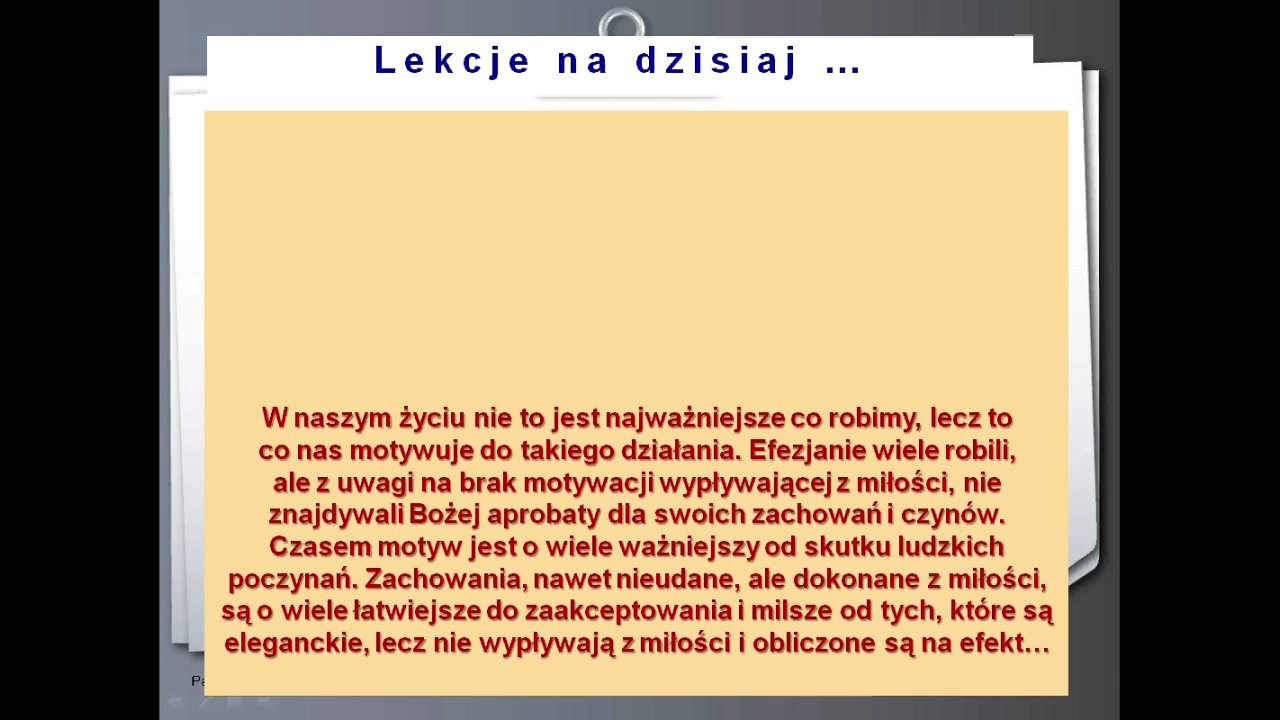 Lekcje na dzisiaj ...
W naszym życiu nie to jest najważniejsze co robimy, lecz to
co nas motywuje do takiego działania. Efezjanie wiele robili,
ale z uwagi na brak motywacji wypływającej z miłości, nie
znajdywali Bożej aprobaty dla swoich zachowań i czynów.
Czasem motyw jest o wiele ważniejszy od skutku ludzkich
poczynań. Zachowania, nawet nieudane, ale dokonane z miłości,
są o wiele łatwiejsze do zaakceptowania i milsze od tych, które są
eleganckie, lecz nie wypływają z miłości i obliczone są na efekt...